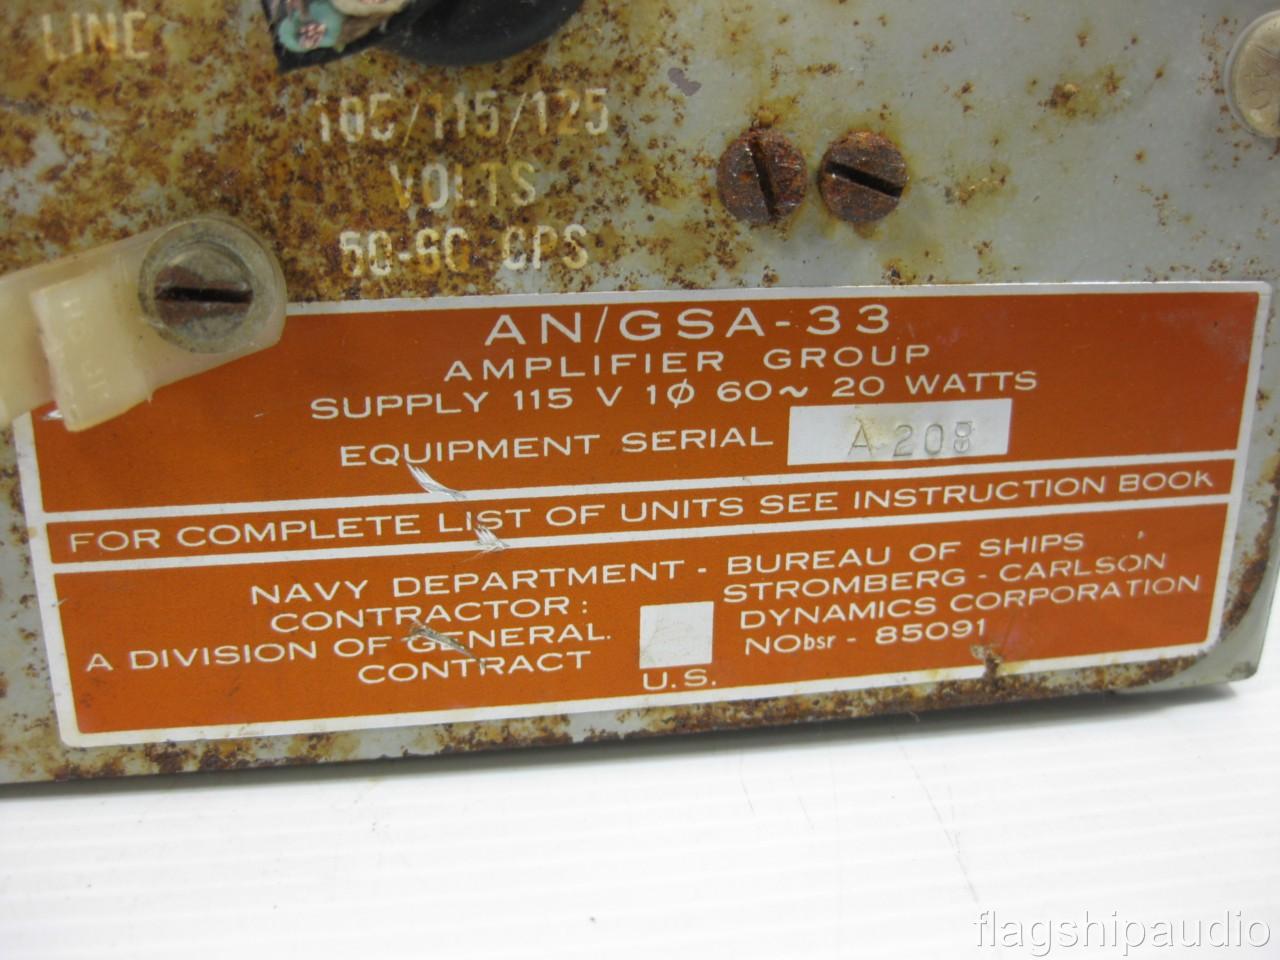 LINE
105/115/125
VOLTS
50-60 CPS
AN/GSA-33
AMPLIFIER GROUP
SUPPLY 115 V 1Ø 60~ 20 WATTS
EQUIPMENT SERIAL A 208
FOR COMPLETE LIST OF UNITS SEE INSTRUCTION BOOK
NAVY DEPARTMENT - BUREAU OF SHIPS
CONTRACTOR: STROMBERG - CARLSON
A DIVISION OF GENERAL DYNAMICS CORPORATION
CONTRACT NObsr - 85091
U.S.
flagshipaudio